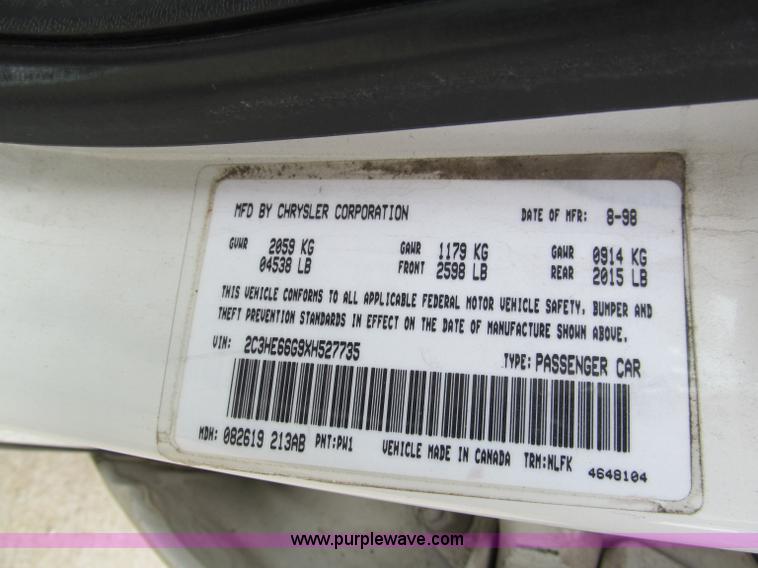 MFD BY CHRYSLER CORPORATION DATE OF MFR: 8-98
GVWR 2059 KG GAWR 1179 KG GAWR 0914 KG
04538 LB FRONT 2598 LB REAR 2015 LB
THIS VEHICLE CONFORMS TO ALL APPLICABLE FEDERAL MOTOR VEHICLE SAFETY, BUMPER AND
THEFT PREVENTION STANDARDS IN EFFECT ON THE DATE OF MANUFACTURE SHOWN ABOVE.
VIN: 2C3HE66G9XH527735 TYPE: PASSENGER CAR
MDH: 082619 213AB PNT:PW1 VEHICLE MADE IN CANADA TRM:NLFK
4648104
www.purplewave.com